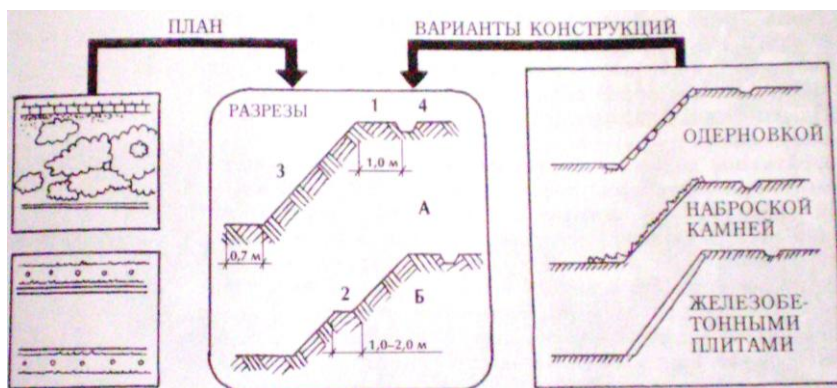 ПЛАН
ВАРИАНТЫ КОНСТРУКЦИЙ
РАЗРЕЗЫ
1 4
3
1,0 м
А
0,7 м
2
Б
1,0–2,0 м
ОДЕРНОВКОЙ
НАБРОСКОЙ
КАМНЕЙ
ЖЕЛЕЗОБЕ-
ТОННЫМИ
ПЛИТАМИ